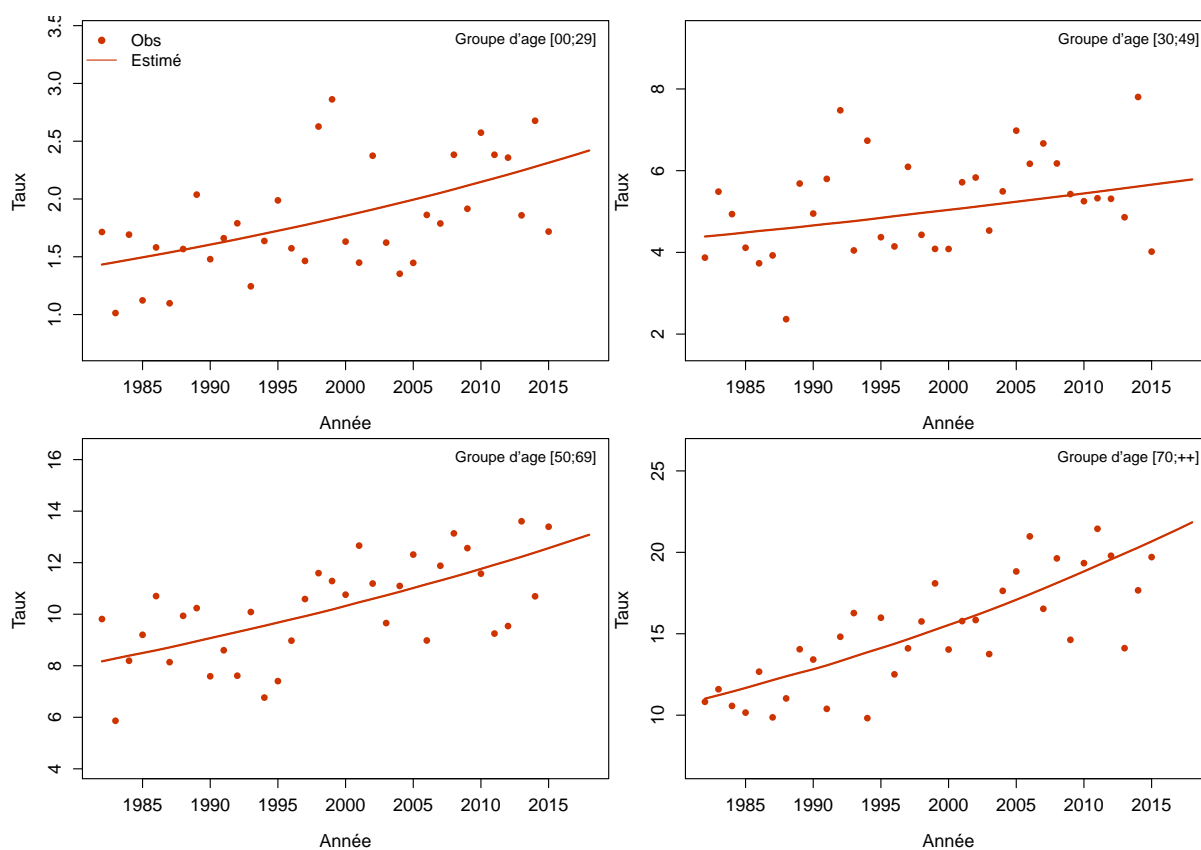 Obs
Estimé
Groupe d'age [00;29]
Taux
1.0 1.5 2.0 2.5 3.0 3.5
1985 1990 1995 2000 2005 2010 2015
Année
Groupe d'age [30;49]
Taux
2 4 6 8
1985 1990 1995 2000 2005 2010 2015
Année
Groupe d'age [50;69]
Taux
4 6 8 10 12 14 16
1985 1990 1995 2000 2005 2010 2015
Année
Groupe d'age [70;++]
Taux
10 15 20 25
1985 1990 1995 2000 2005 2010 2015
Année